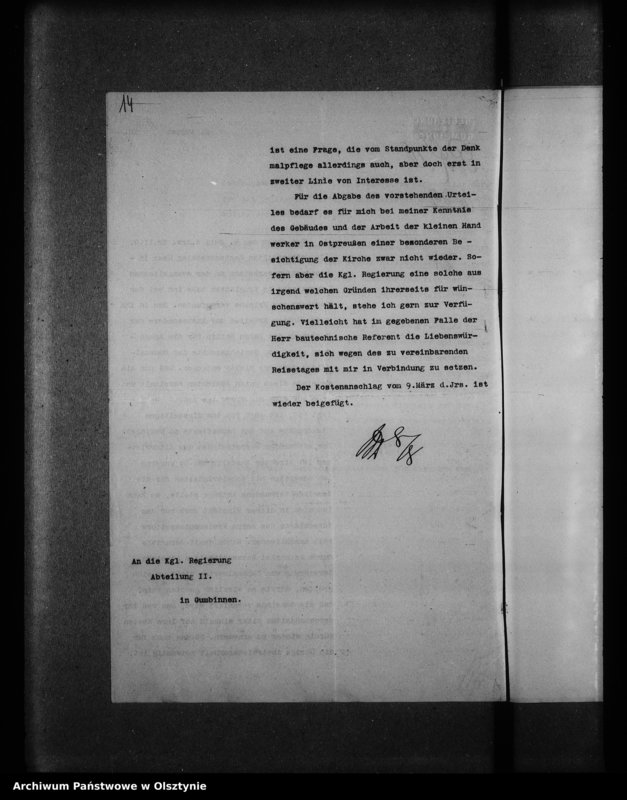 14
ist eine Frage, die vom Standpunkte der Denk
malpflege allerdings auch, aber doch erst in
zweiter Linie von Interesse ist.
Für die Abgabe des vorstehenden Urtei-
les bedarf es für mich bei meiner Kenntnis
des Gebäudes und der Arbeit der kleinen Hand
werker in Ostpreußen einer besonderen Be -
sichtigung der Kirche zwar nicht wieder. So-
fern aber die Kgl. Regierung eine solche aus
irgend welchen Gründen ihrerseits für wün-
schenswert hält, stehe ich gern zur Verfü-
gung. Vielleicht hat im gegebenen Falle der
Herr bautechnische Referent die Liebenswür-
digkeit, sich wegen des zu vereinbarenden
Reisetages mit mir in Verbindung zu setzen.
Der Kostenanschlag vom 9.März d.Jrs. ist
wieder beigefügt.
8/8
An die Kgl. Regierung
Abteilung II.
in Gumbinnen.
Archiwum Państwowe w Olsztynie